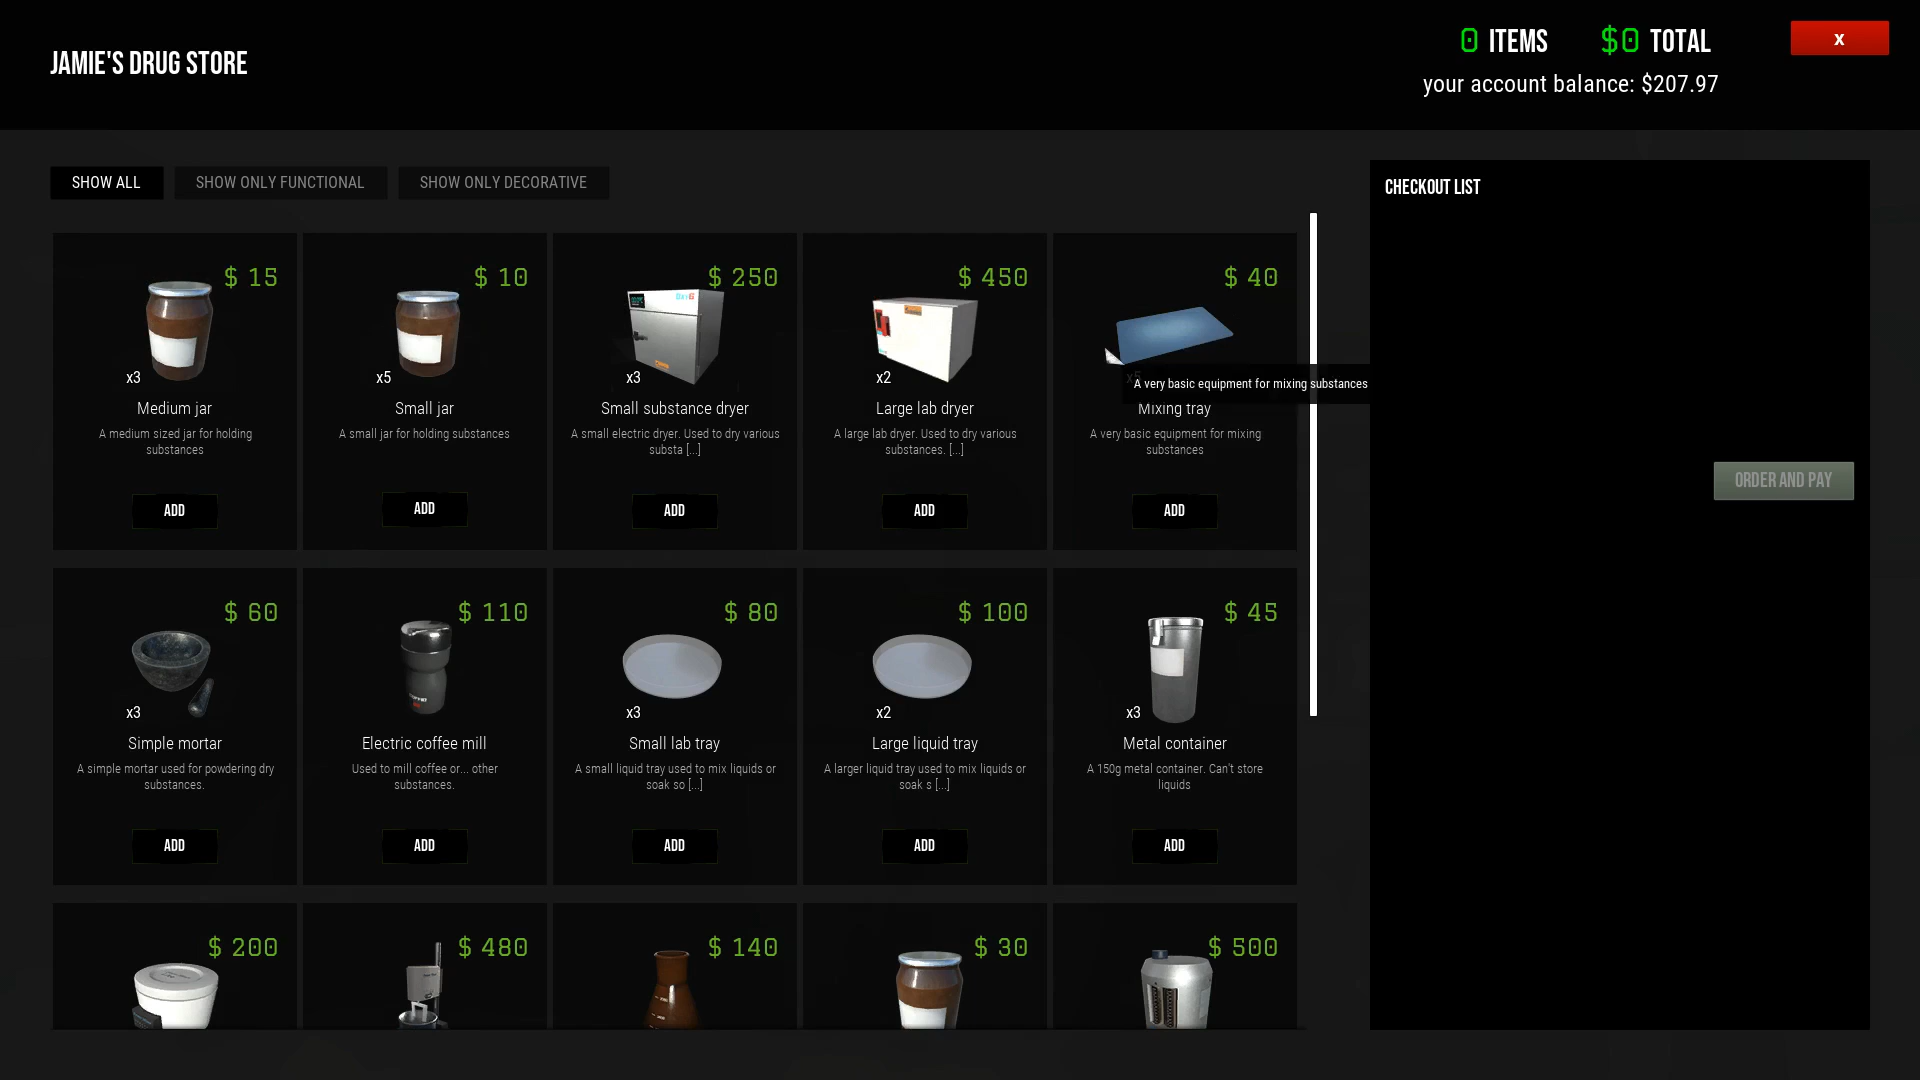 JAMIE'S DRUG STORE
0 ITEMS $0 TOTAL
x
your account balance: $207.97
SHOW ALL SHOW ONLY FUNCTIONAL SHOW ONLY DECORATIVE
CHECKOUT LIST
ORDER AND PAY
$ 15
x3
Medium jar
A medium sized jar for holding
substances
ADD
$ 10
x5
Small jar
A small jar for holding substances
ADD
$ 250
x3
Small substance dryer
A small electric dryer. Used to dry various
substa [...]
ADD
$ 450
x2
Large lab dryer
A large lab dryer. Used to dry various
substances. [...]
ADD
$ 40
x5
A very basic equipment for mixing substances
Mixing tray
A very basic equipment for mixing
substances
ADD
$ 60
x3
Simple mortar
A simple mortar used for powdering dry
substances.
ADD
$ 110
Electric coffee mill
Used to mill coffee or... other
substances.
ADD
$ 80
x3
Small lab tray
A small liquid tray used to mix liquids or
soak so [...]
ADD
$ 100
x2
Large liquid tray
A larger liquid tray used to mix liquids or
soak s [...]
ADD
$ 45
x3
Metal container
A 150g metal container. Can't store
liquids
ADD
$ 200
$ 480
$ 140
$ 30
$ 500